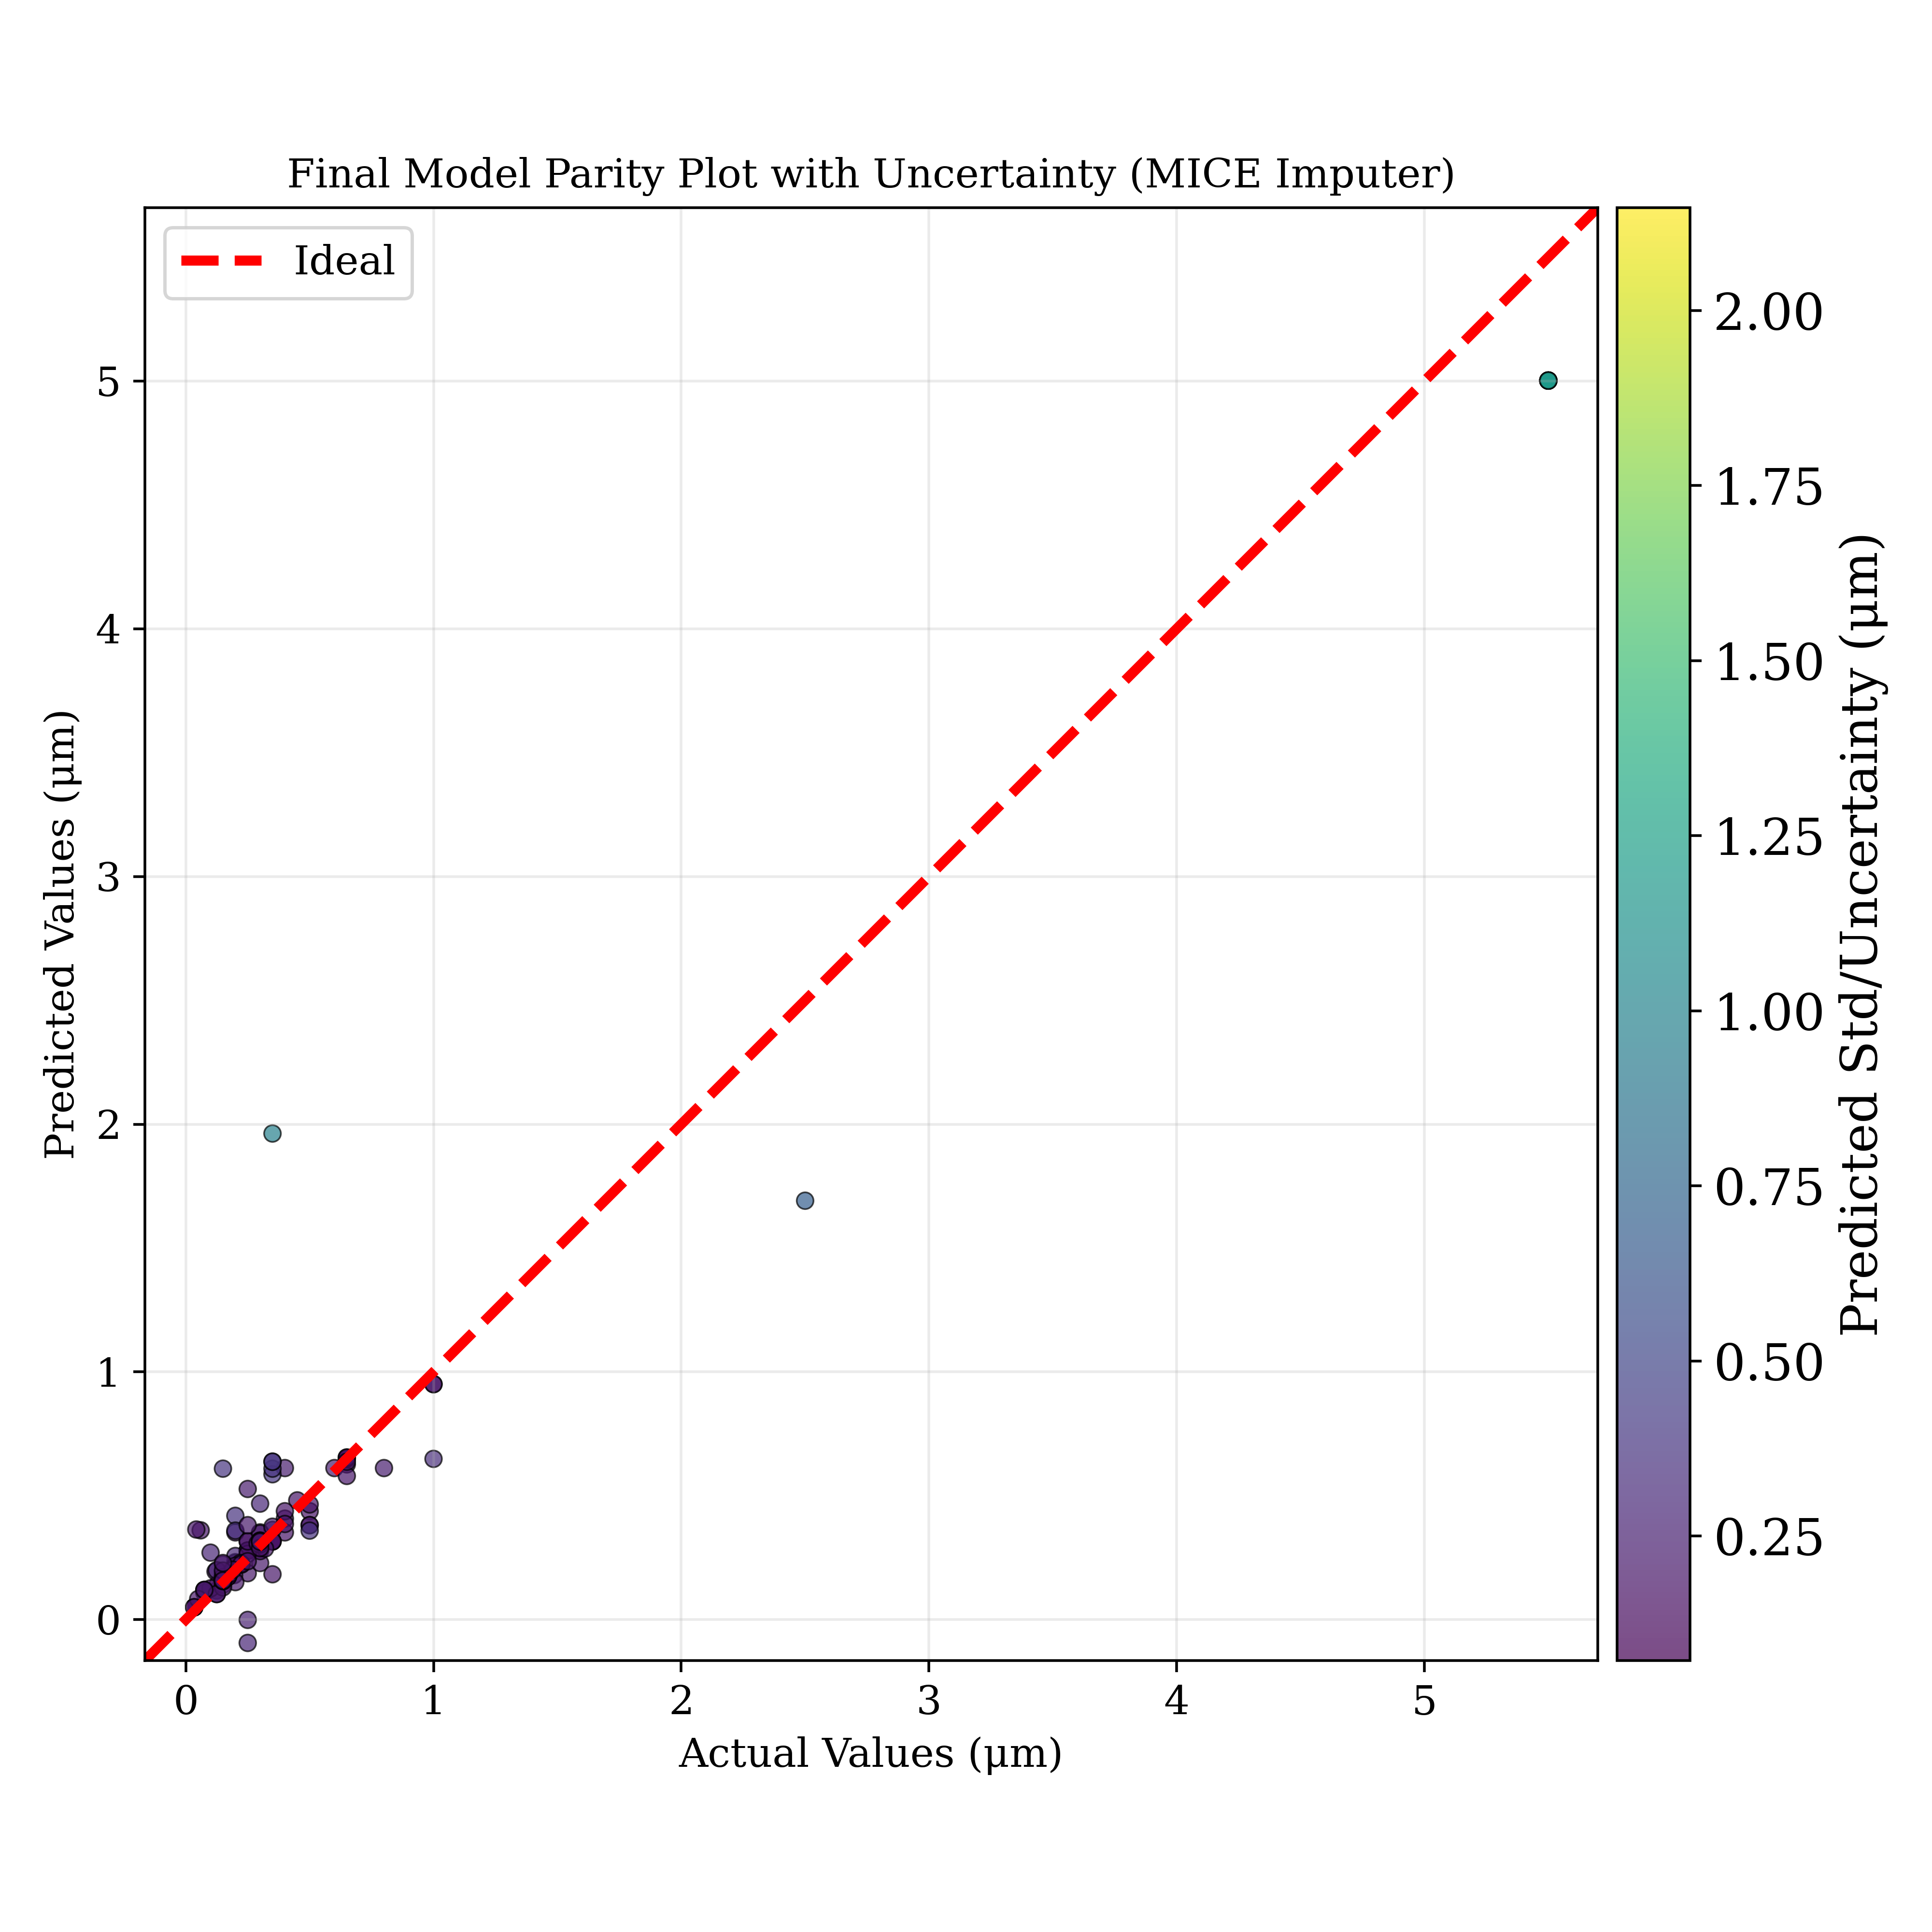 Final Model Parity Plot with Uncertainty (MICE Imputer)
Ideal
Predicted Values (μm)
5
4
3
2
1
0
0 1 2 3 4 5
Actual Values (μm)
2.00
1.75
1.50
1.25
1.00
0.75
0.50
0.25
Predicted Std/Uncertainty (μm)